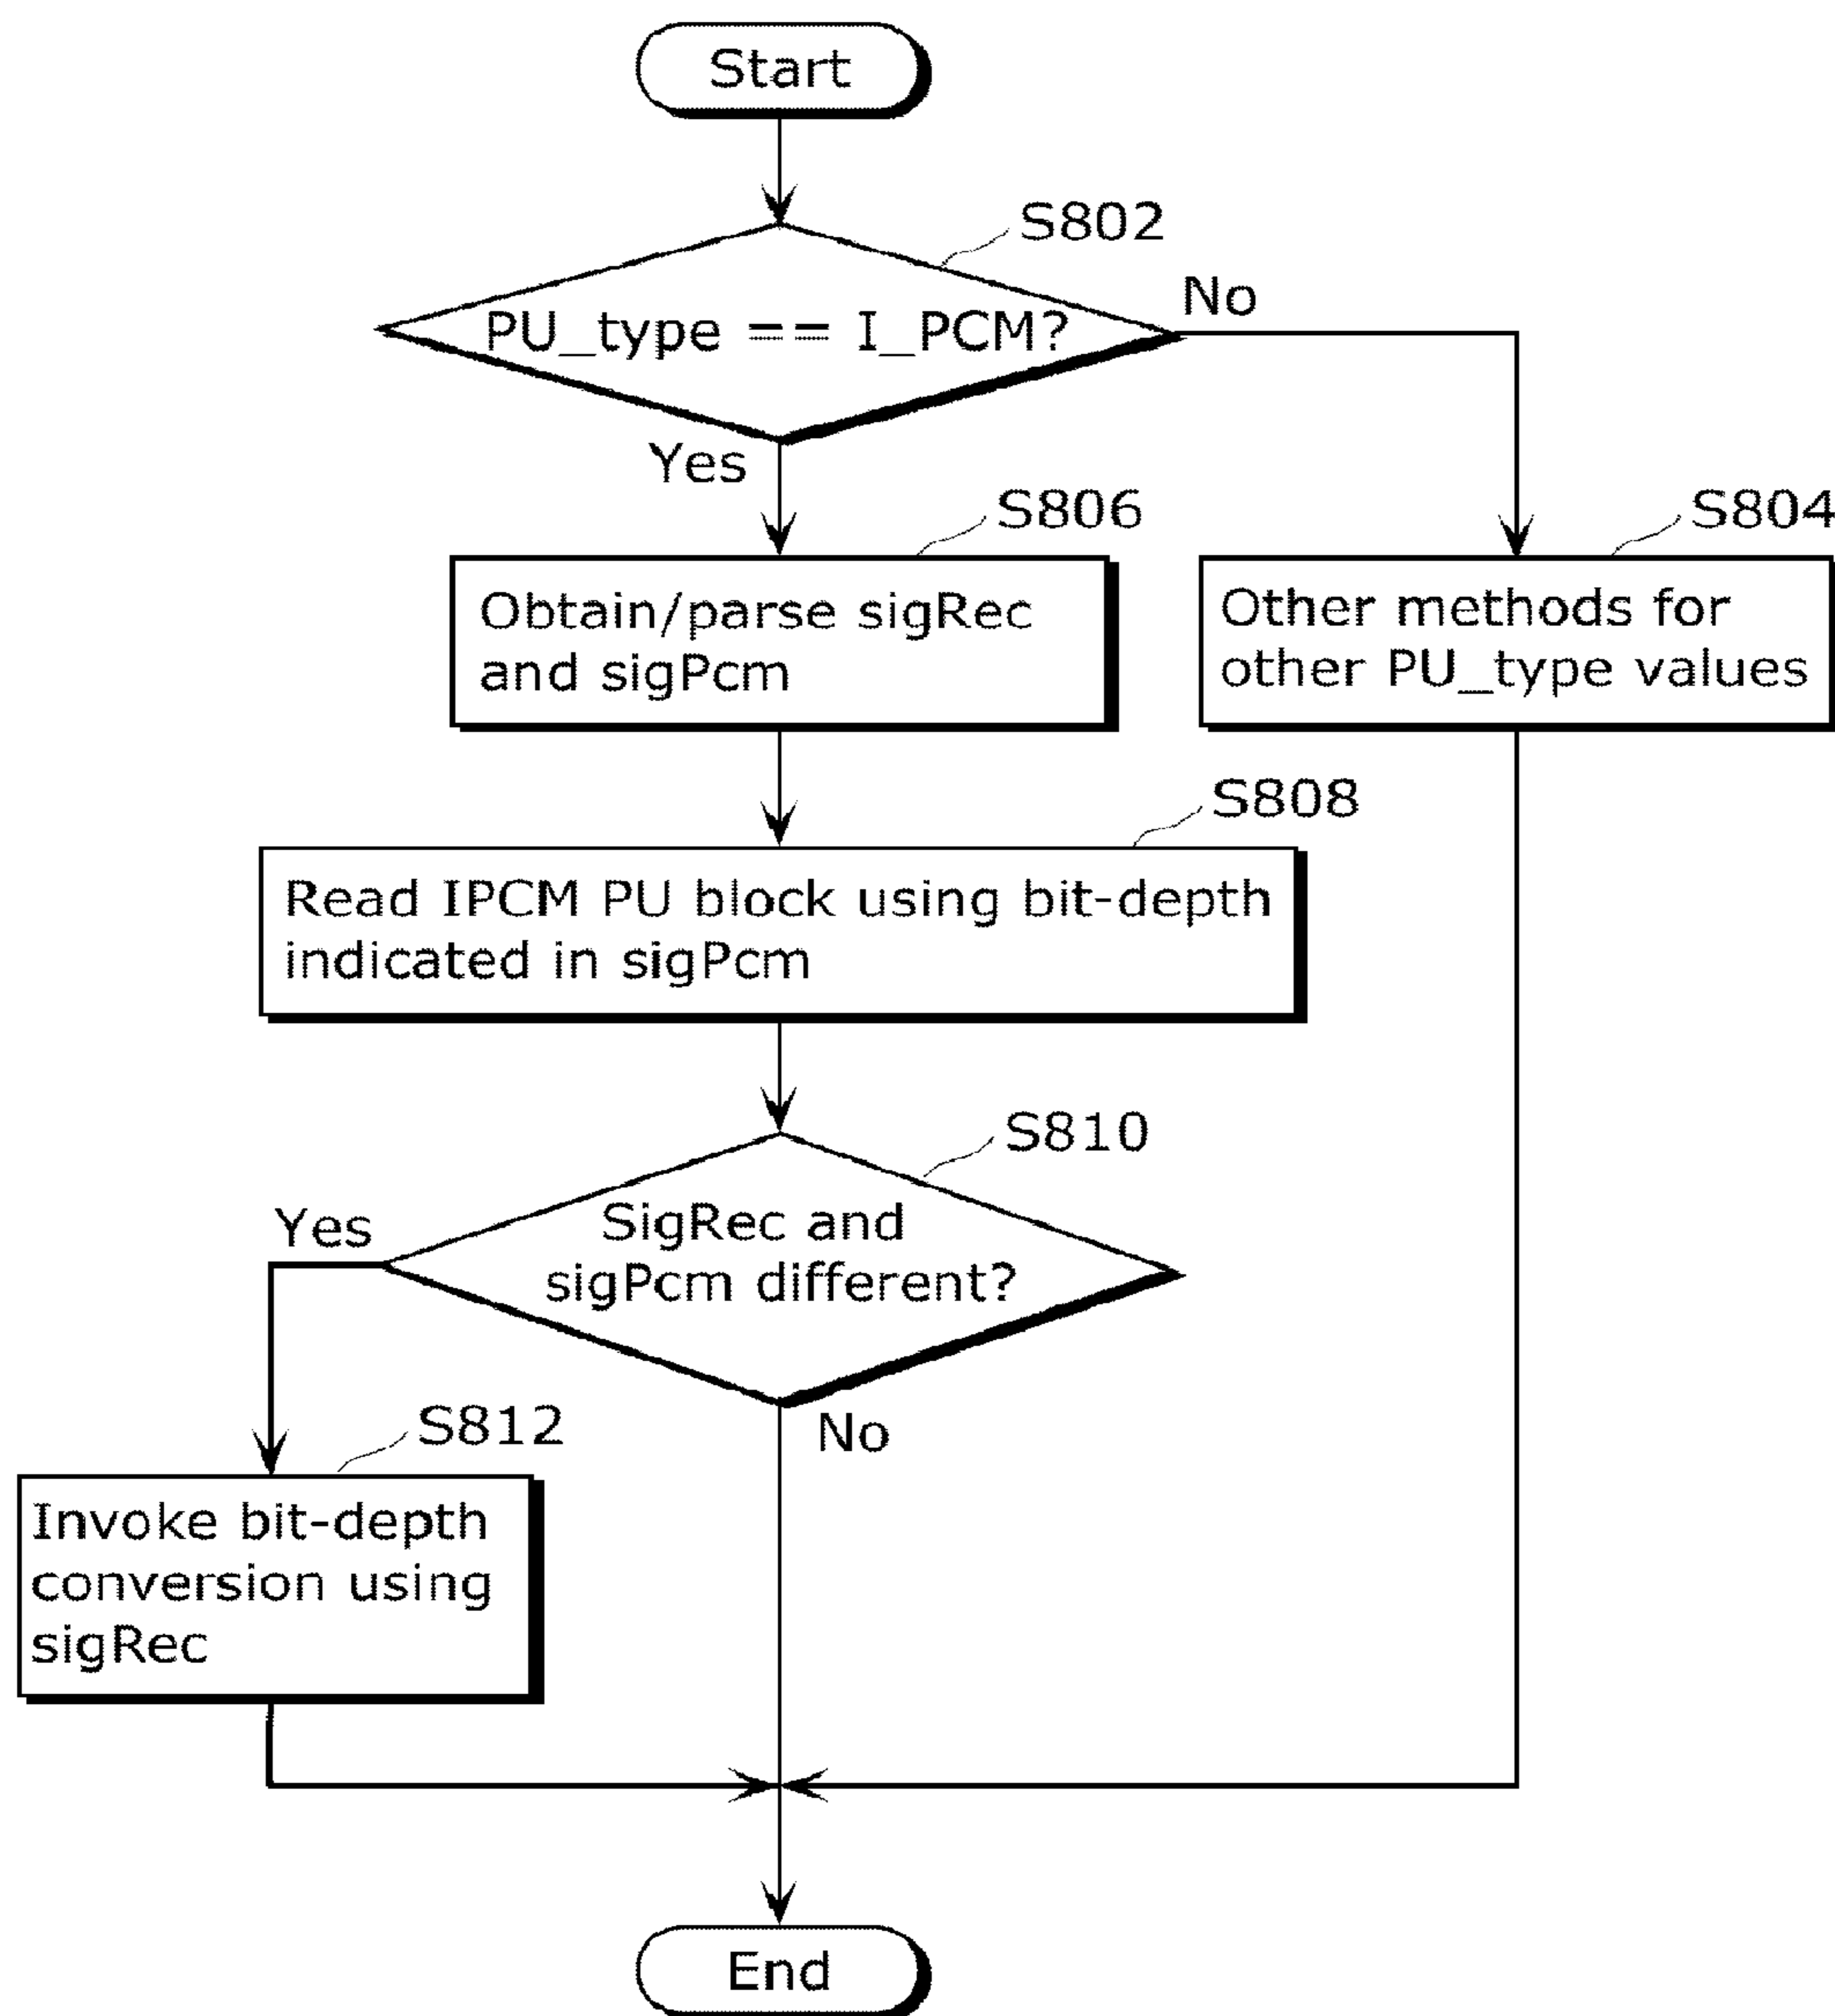 Start
S802
PU_type == I_PCM?
No
Yes
S806
S804
Obtain/parse sigRec
and sigPcm
Other methods for
other PU_type values
S808
Read IPCM PU block using bit-depth
indicated in sigPcm
S810
Yes
SigRec and
sigPcm different?
No
S812
Invoke bit-depth
conversion using
sigRec
End